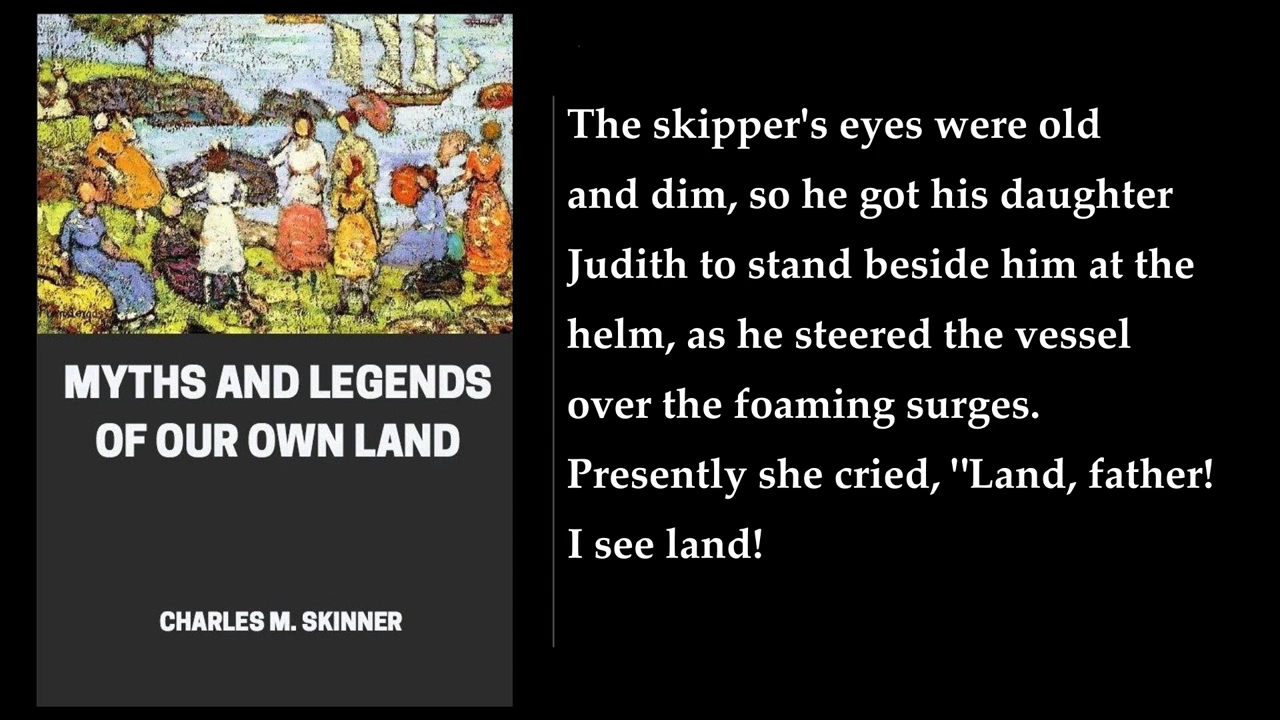 MYTHS AND LEGENDS
OF OUR OWN LAND
CHARLES M. SKINNER
The skipper's eyes were old
and dim, so he got his daughter
Judith to stand beside him at the
helm, as he steered the vessel
over the foaming surges.
Presently she cried, "Land, father!
I see land!